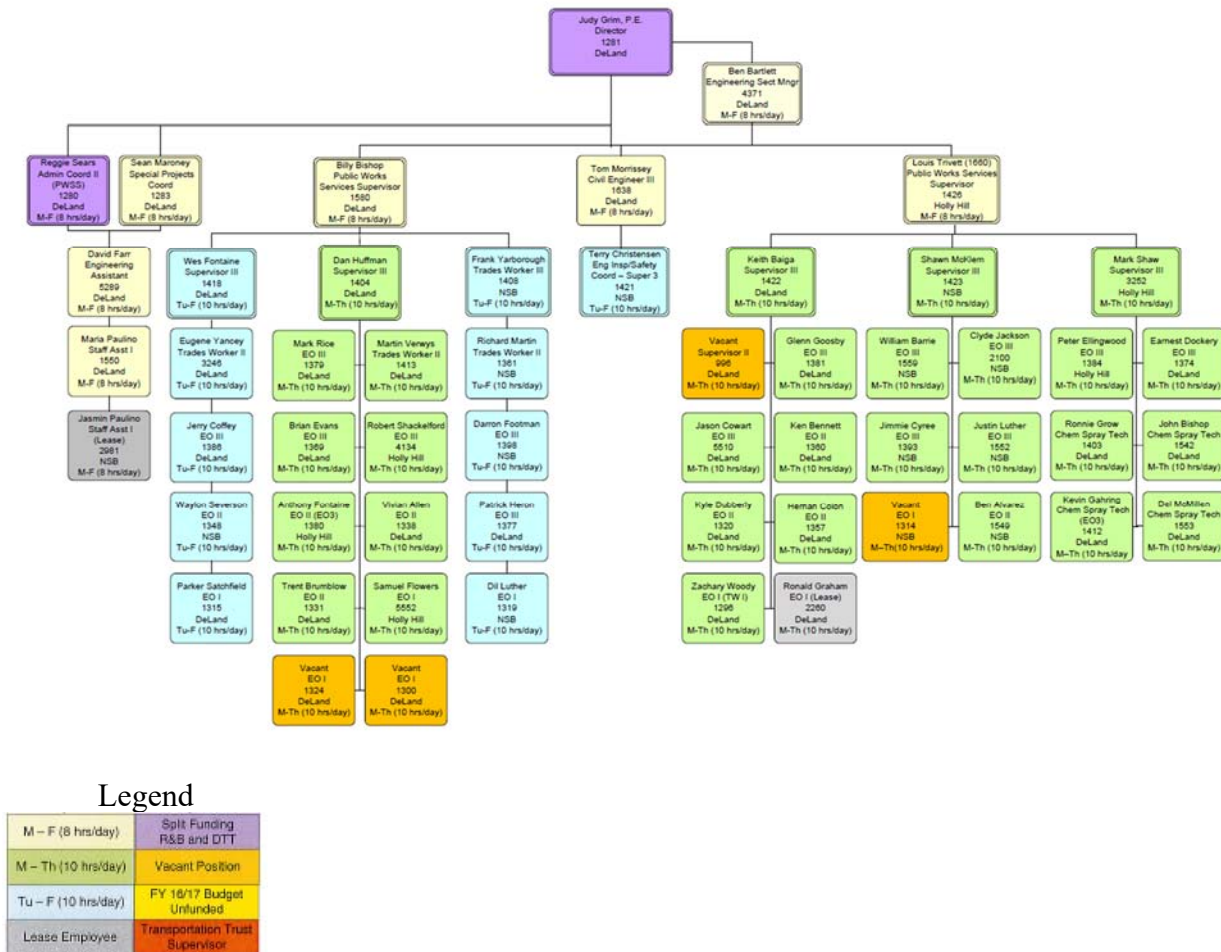 Judy Grim, P.E.
Director
1281
DeLand
Ben Bartlett
Engineering Sect Mngr
4371
DeLand
M-F (8 hrs/day)
Reggie Sears
Admin Coord II
(PWSS)
1280
DeLand
M-F (8 hrs/day)
Sean Maroney
Special Projects
Coord
1283
DeLand
M-F (8 hrs/day)
Billy Bishop
Public Works
Services Supervisor
1580
DeLand
M-F (8 hrs/day)
Tom Morrissey
Civil Engineer III
1638
DeLand
M-F (8 hrs/day)
Louis Trivett (1660)
Public Works Services
Supervisor
1426
Holly Hill
M-F (8 hrs/day)
David Farr
Engineering
Assistant
5289
DeLand
M-F (8 hrs/day)
Maria Paulino
Staff Asst I
1550
DeLand
M-F (8 hrs/day)
Jasmin Paulino
Staff Asst I
(Lease)
2981
NSB
M-F (8 hrs/day)
Wes Fontaine
Supervisor III
1418
DeLand
Tu-F (10 hrs/day)
Eugene Yancey
Trades Worker II
3246
DeLand
Tu-F (10 hrs/day)
Jerry Coffey
EO III
1386
DeLand
Tu-F (10 hrs/day)
Waylon Severson
EO II
1348
NSB
Tu-F (10 hrs/day)
Parker Satchfield
EO I
1315
DeLand
Tu-F (10 hrs/day)
Dan Huffman
Supervisor III
1404
DeLand
M-Th (10 hrs/day)
Mark Rice
EO III
1379
DeLand
M-Th (10 hrs/day)
Martin Verwys
Trades Worker II
1413
DeLand
M-Th (10 hrs/day)
Brian Evans
EO III
1369
DeLand
M-Th (10 hrs/day)
Robert Shackelford
EO III
4134
Holly Hill
M-Th (10 hrs/day)
Anthony Fontaine
EO II (EO3)
1380
Holly Hill
M-Th (10 hrs/day)
Vivian Allen
EO II
1338
DeLand
M-Th (10 hrs/day)
Trent Brumblow
EO II
1331
DeLand
M-Th (10 hrs/day)
Samuel Flowers
EO I
5552
Holly Hill
M-Th (10 hrs/day)
Vacant
EO I
1324
DeLand
M-Th (10 hrs/day)
Vacant
EO I
1300
DeLand
M-Th (10 hrs/day)
Frank Yarborough
Trades Worker III
1408
NSB
Tu-F (10 hrs/day)
Richard Martin
Trades Worker II
1361
NSB
Tu-F (10 hrs/day)
Darron Footman
EO III
1398
NSB
Tu-F (10 hrs/day)
Patrick Heron
EO III
1377
DeLand
Tu-F (10 hrs/day)
Dil Luther
EO I
1319
NSB
Tu-F (10 hrs/day)
Terry Christensen
Eng Insp/Safety
Coord – Super 3
1421
NSB
Tu-F (10 hrs/day)
Keith Baiga
Supervisor III
1422
DeLand
M-Th (10 hrs/day)
Vacant
Supervisor II
996
DeLand
M-Th (10 hrs/day)
Glenn Goosby
EO III
1381
DeLand
M-Th (10 hrs/day)
Jason Cowart
EO III
5510
DeLand
M-Th (10 hrs/day)
Ken Bennett
EO II
1360
DeLand
M-Th (10 hrs/day)
Kyle Dubberly
EO II
1320
DeLand
M-Th (10 hrs/day)
Hernan Colon
EO II
1357
DeLand
M-Th (10 hrs/day)
Zachary Woody
EO I (TW I)
1296
DeLand
M-Th (10 hrs/day)
Ronald Graham
EO I (Lease)
2260
DeLand
M-Th (10 hrs/day)
Shawn McKlem
Supervisor III
1423
NSB
M-Th (10 hrs/day)
William Barrie
EO III
1559
NSB
M-Th (10 hrs/day)
Clyde Jackson
EO III
2100
NSB
M-Th (10 hrs/day)
Jimmie Cyree
EO III
1393
NSB
M-Th (10 hrs/day)
Justin Luther
EO III
1552
NSB
M-Th (10 hrs/day)
Vacant
EO I
1314
NSB
M–Th(10 hrs/day)
Ben Alvarez
EO II
1549
NSB
M-Th (10 hrs/day)
Mark Shaw
Supervisor III
3252
Holly Hill
M-Th (10 hrs/day)
Peter Ellingwood
EO III
1384
Holly Hill
M-Th (10 hrs/day)
Earnest Dockery
EO III
1374
DeLand
M-Th (10 hrs/day)
Ronnie Grow
Chem Spray Tech
1403
DeLand
M-Th (10 hrs/day)
John Bishop
Chem Spray Tech
1542
DeLand
M-Th (10 hrs/day)
Kevin Gahring
Chem Spray Tech
(EO3)
1412
DeLand
M–Th (10 hrs/day)
Del McMillen
Chem Spray Tech
1553
DeLand
M-Th (10 hrs/day)
Legend
M – F (8 hrs/day)
Split Funding
R&B and DTT
M – Th (10 hrs/day)
Vacant Position
Tu – F (10 hrs/day)
FY 16/17 Budget
Unfunded
Lease Employee
Transportation Trust
Supervisor